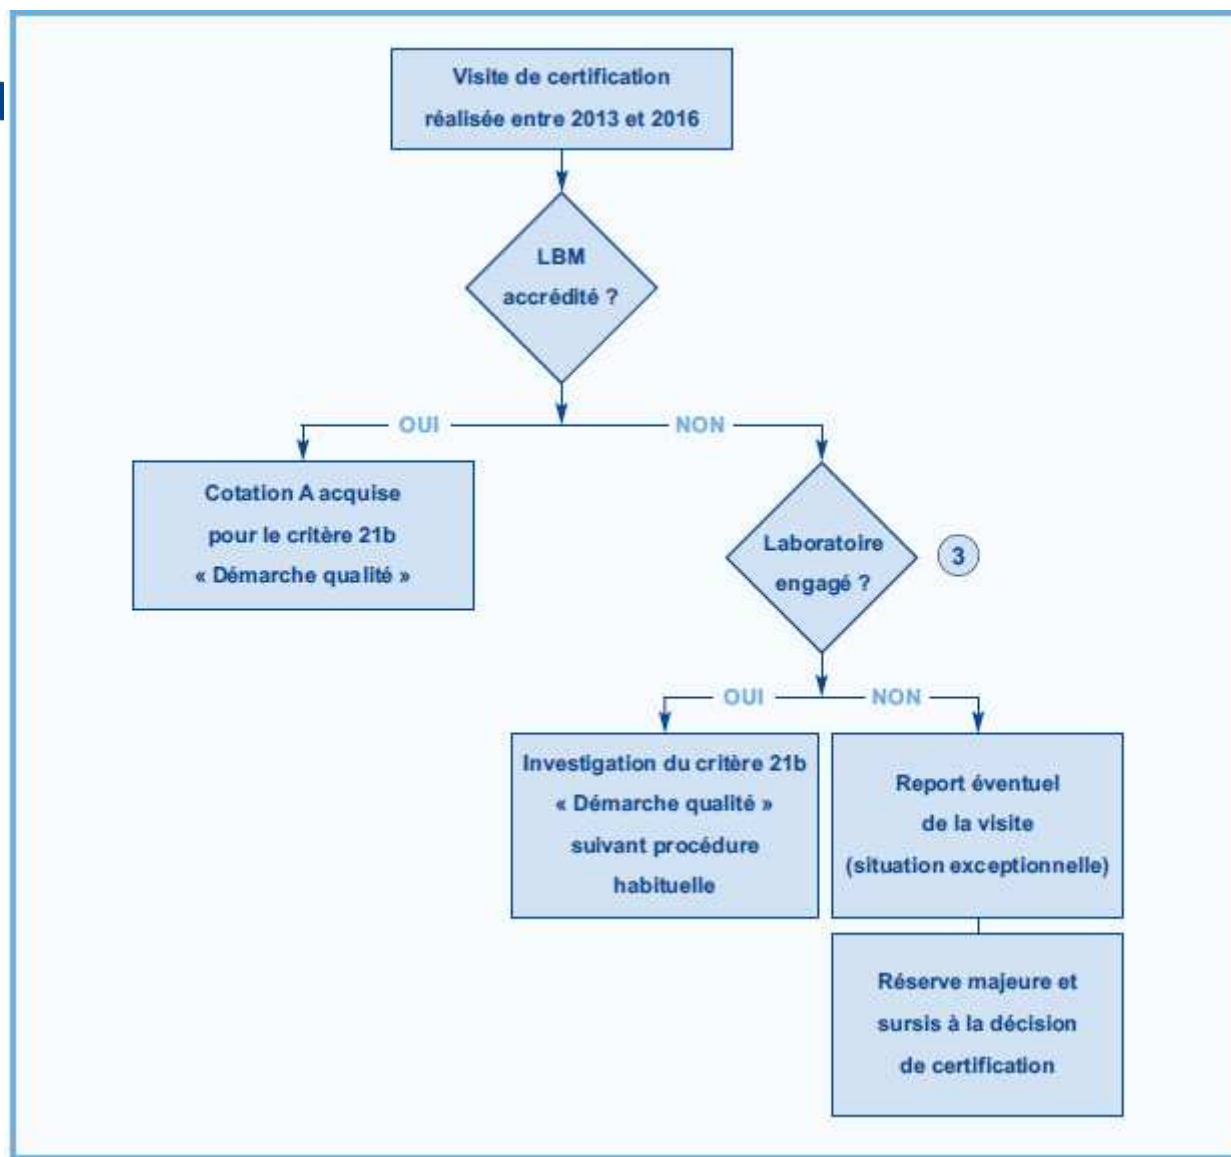 Visite de certification
réalisée entre 2013 et 2016
LBM
accrédité ?
OUI
NON
Cotation A acquise
pour le critère 21b
« Démarche qualité »
Laboratoire
engagé ?
3
OUI
NON
Investigation du critère 21b
« Démarche qualité »
suivant procédure
habituelle
Report éventuel
de la visite
(situation exceptionnelle)
Réserve majeure et
sursis à la décision
de certification